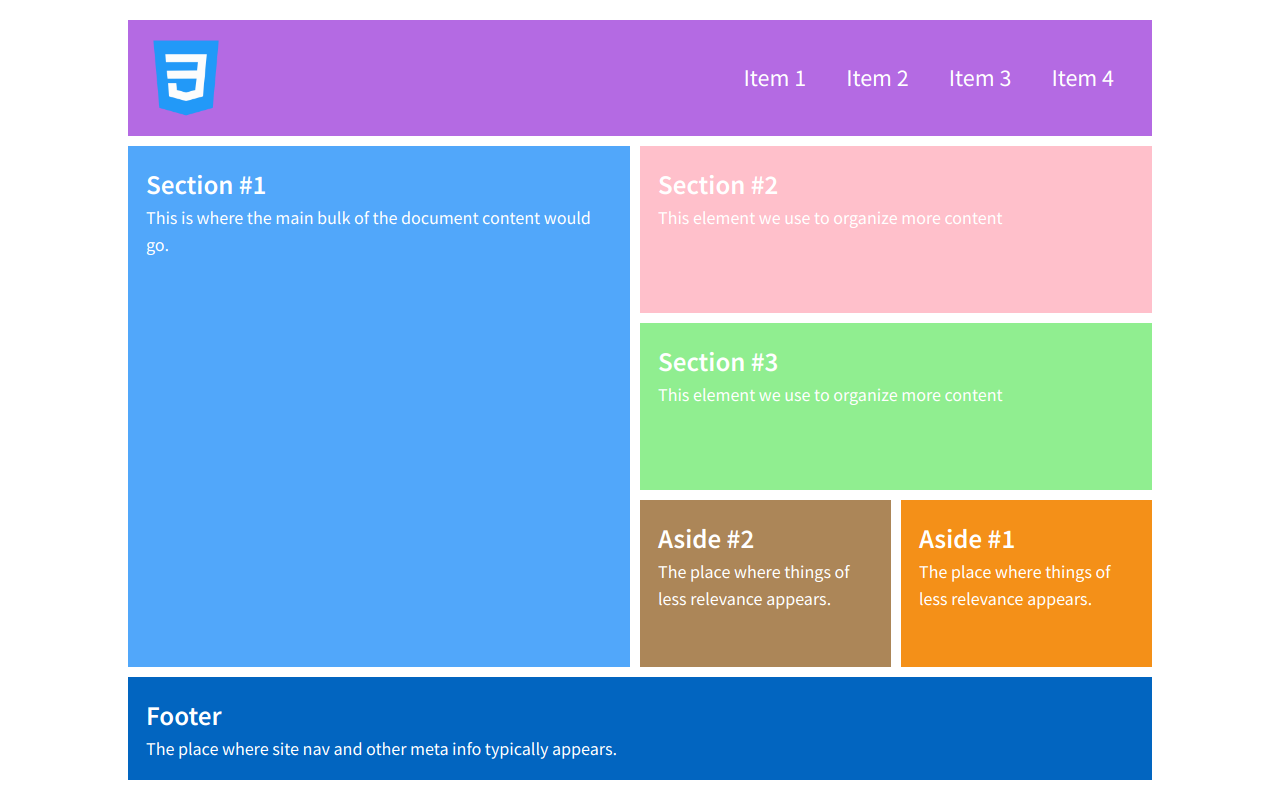 Item 1 Item 2 Item 3 Item 4
Section #1
This is where the main bulk of the document content would
go.
Section #2
This element we use to organize more content
Section #3
This element we use to organize more content
Aside #2
The place where things of
less relevance appears.
Aside #1
The place where things of
less relevance appears.
Footer
The place where site nav and other meta info typically appears.